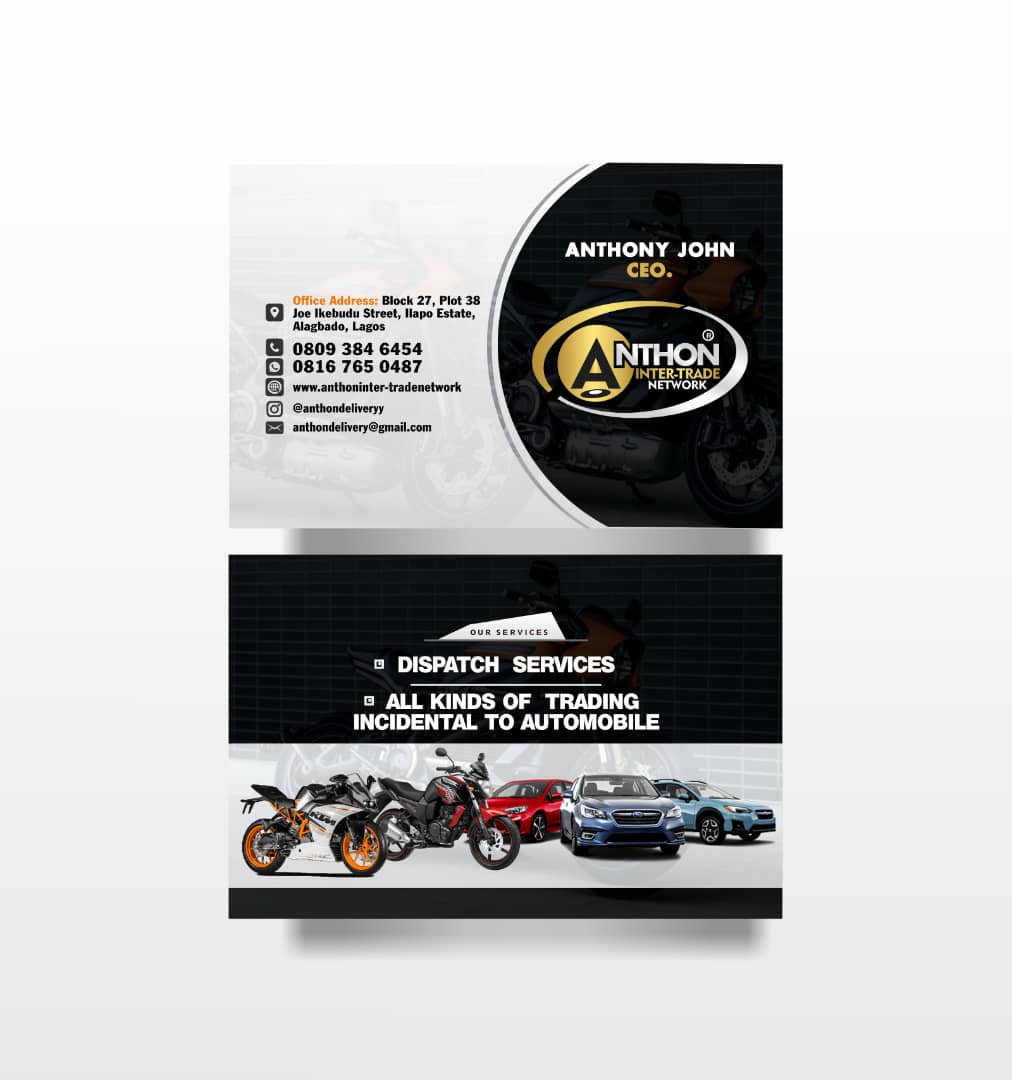 ANTHONY JOHN
CEO.
ANTHON ®
INTER-TRADE
NETWORK
Office Address: Block 27, Plot 38
Joe Ikebudu Street, Ilapo Estate,
Alagbado, Lagos
0809 384 6454
0816 765 0487
www.anthoninter-tradenetwork
@anthondeliveryy
anthondelivery@gmail.com
OUR SERVICES
DISPATCH SERVICES
ALL KINDS OF TRADING
INCIDENTAL TO AUTOMOBILE
KTM